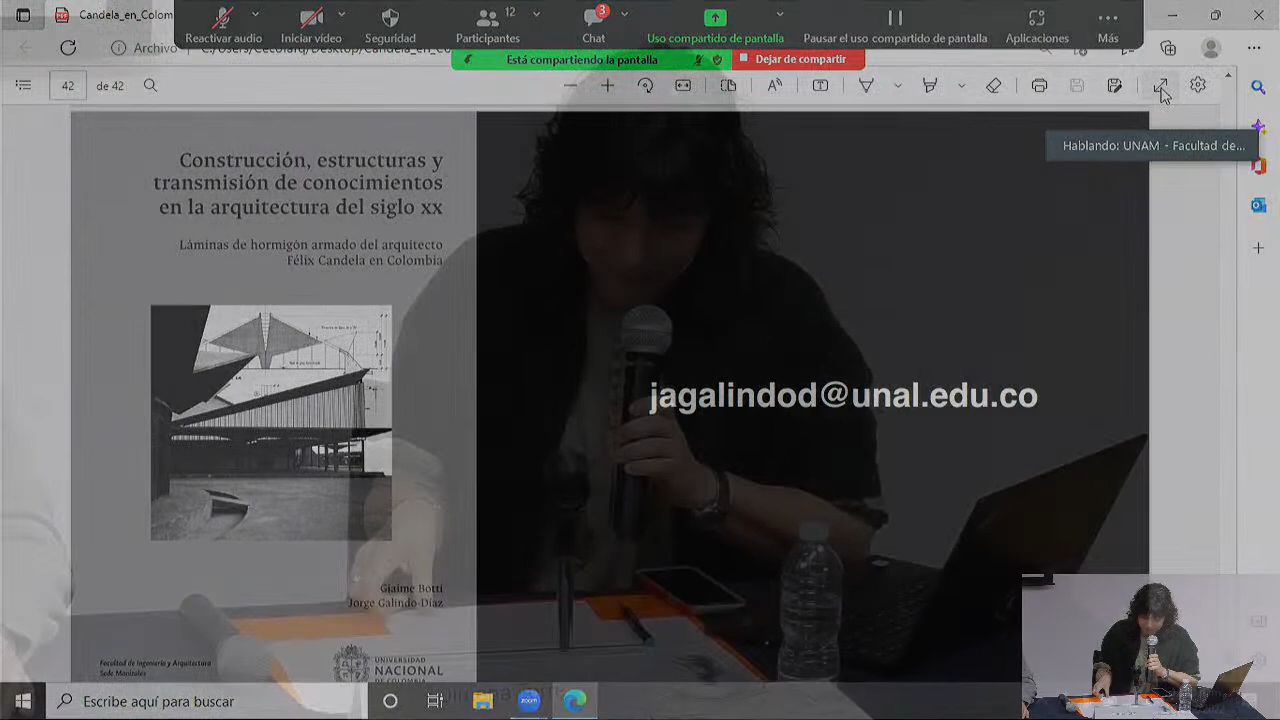 Candela_en_Colom
Reactivar audio
Iniciar video
Seguridad
12
Participantes
3
Chat
Uso compartido de pantalla
Pausar el uso compartido de pantalla
Aplicaciones
Más
Archivo
Está compartiendo la pantalla
Dejar de compartir
42 de 42
Hablando: UNAM - Facultad de...
Construcción, estructuras y
transmisión de conocimientos
en la arquitectura del siglo XX
Láminas de hormigón armado del arquitecto
Félix Candela en Colombia
jagalindod@unal.edu.co
Giaime Botti
Jorge Galindo-Díaz
Facultad de Ingeniería y Arquitectura
Sede Manizales
UNIVERSIDAD
NACIONAL
DE COLOMBIA
Escribe aquí para buscar
zoom